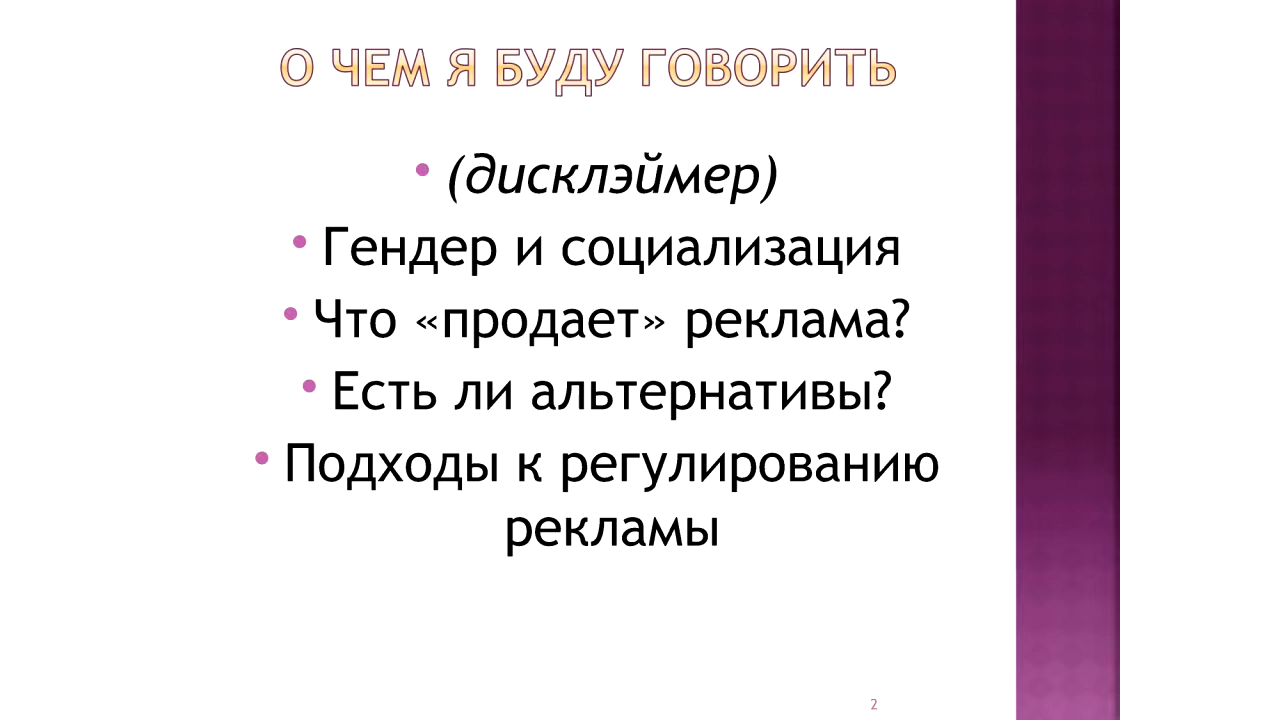 О ЧЕМ Я БУДУ ГОВОРИТЬ
• (дисклэймер)
• Гендер и социализация
• Что «продает» реклама?
• Есть ли альтернативы?
• Подходы к регулированию
рекламы
2